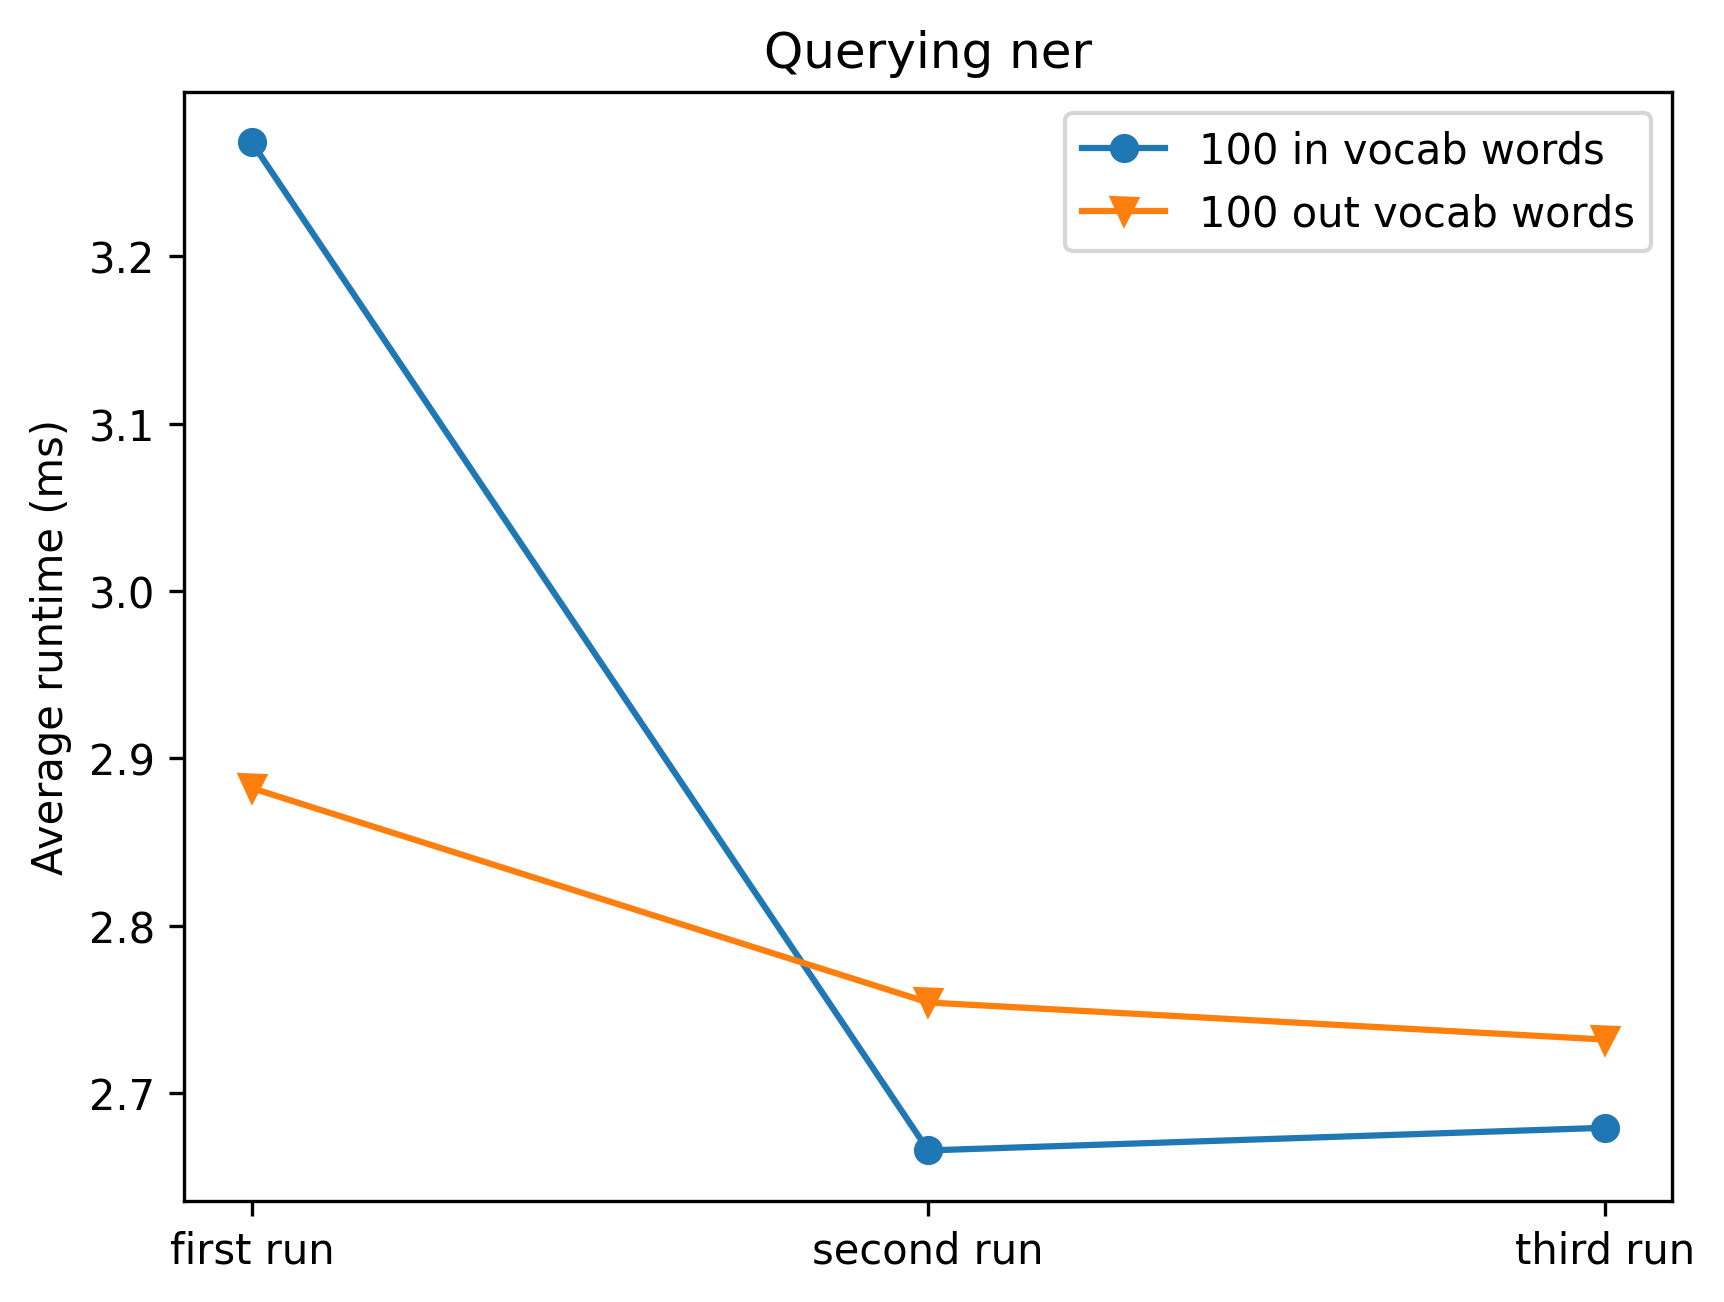 Querying ner
100 in vocab words
100 out vocab words
Average runtime (ms)
3.2
3.1
3.0
2.9
2.8
2.7
first run
second run
third run